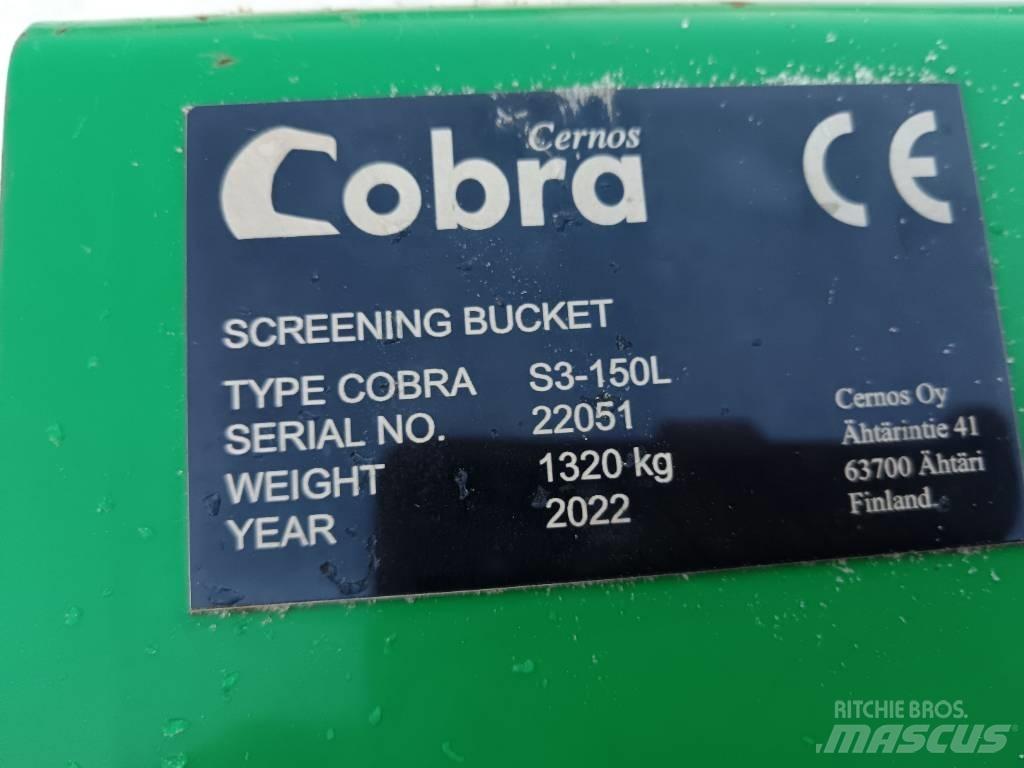 Cernos
Cobra
CE
SCREENING BUCKET
TYPE COBRA S3-150L
SERIAL NO. 22051
WEIGHT 1320 kg
YEAR 2022
Cernos Oy
Ähtärintie 41
63700 Ähtäri
Finland.
RITCHIE BROS.
MASCUS